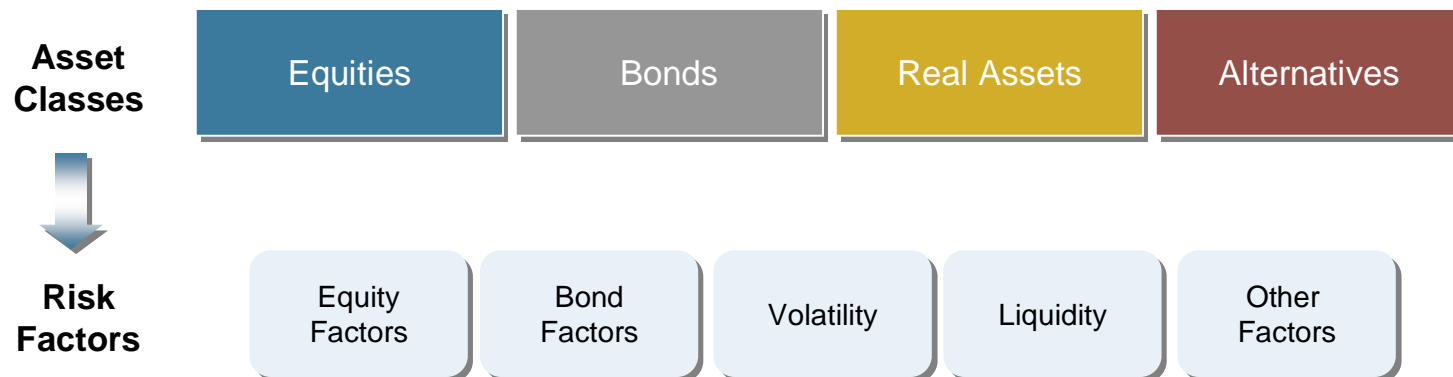 Asset
Classes
Equities
Bonds
Real Assets
Alternatives
Risk
Factors
Equity
Factors
Bond
Factors
Volatility
Liquidity
Other
Factors